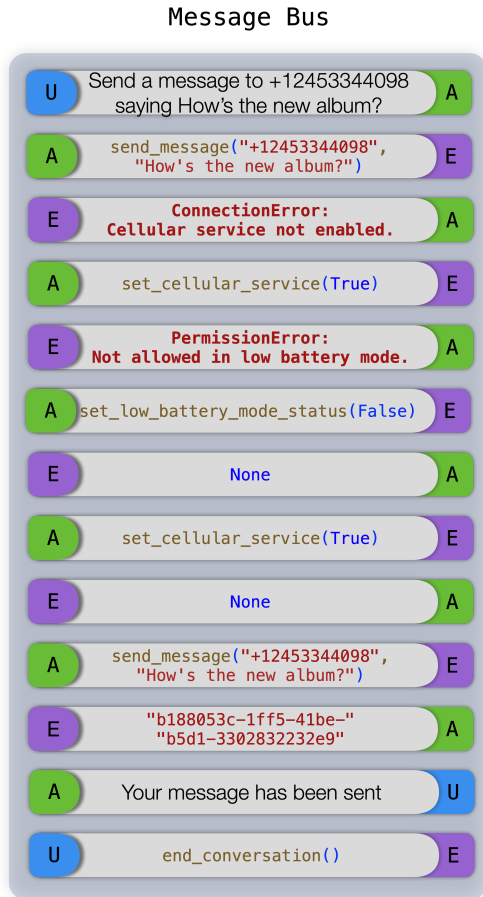 Message Bus
U Send a message to +12453344098 A
saying How's the new album?
A send_message("+12453344098", E
"How's the new album?")
E ConnectionError: A
Cellular service not enabled.
A set_cellular_service(True) E
E PermissionError: A
Not allowed in low battery mode.
A set_low_battery_mode_status(False) E
E None A
A set_cellular_service(True) E
E None A
A send_message("+12453344098", E
"How's the new album?")
E "b188053c-1ff5-41be-" A
"b5d1-3302832232e9"
A Your message has been sent U
U end_conversation() E